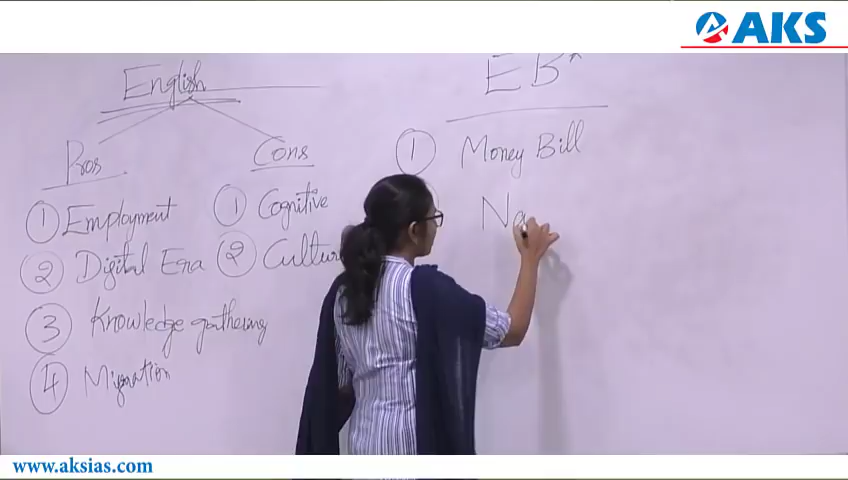 AKS
English
Pros
Cons
1 Employment
2 Digital Era
3 Knowledge gathering
4 Migration
1 Cognitive
2 Cultur
EB*
1 Money Bill
Na
www.aksias.com